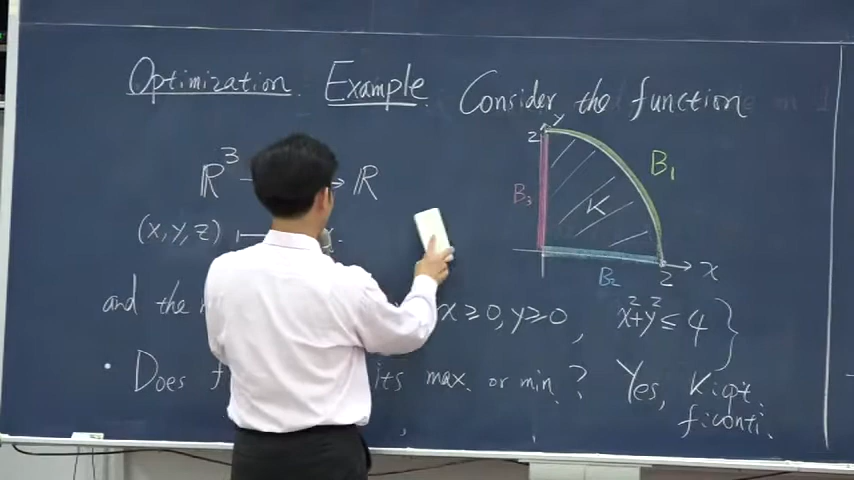 Optimization Example Consider the function
R³ → R
(x,y,z) ↦
z y B₁
B₃ K
B₂ 2 x
and the x≥0, y≥0, x²+y²≤4 }
• Does its max. or min.? Yes, K:cpt.
f:conti.